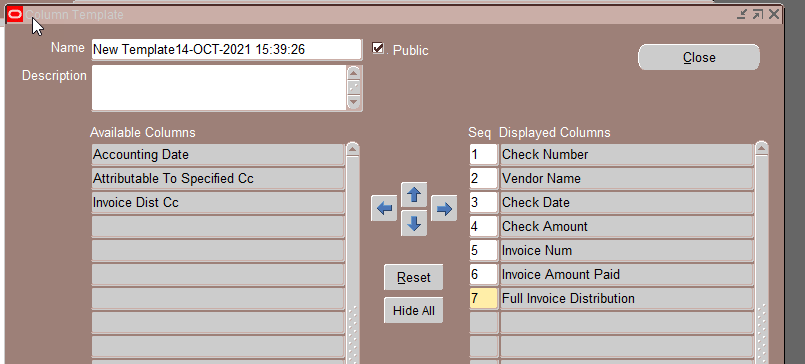 Column Template
Name New Template14-OCT-2021 15:39:26 Public
Close
Description
Available Columns Seq Displayed Columns
Accounting Date 1 Check Number
Attributable To Specified Cc 2 Vendor Name
Invoice Dist Cc 3 Check Date
4 Check Amount
5 Invoice Num
Reset 6 Invoice Amount Paid
7 Full Invoice Distribution
Hide All